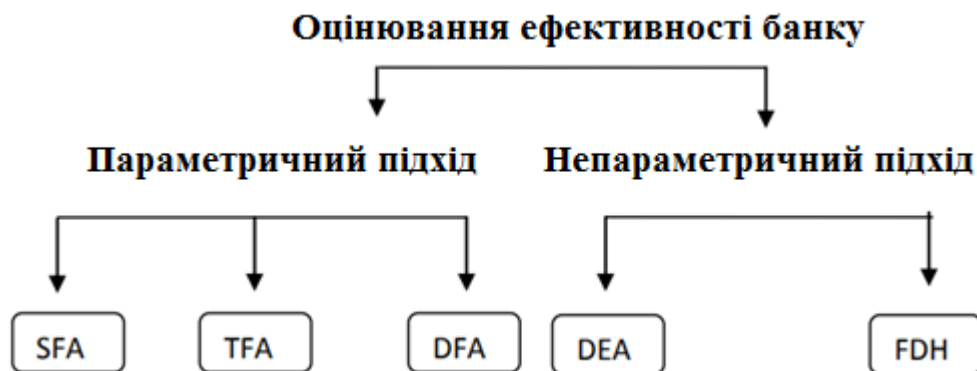 Оцінювання ефективності банку
Параметричний підхід Непараметричний підхід
SFA TFA DFA DEA FDH